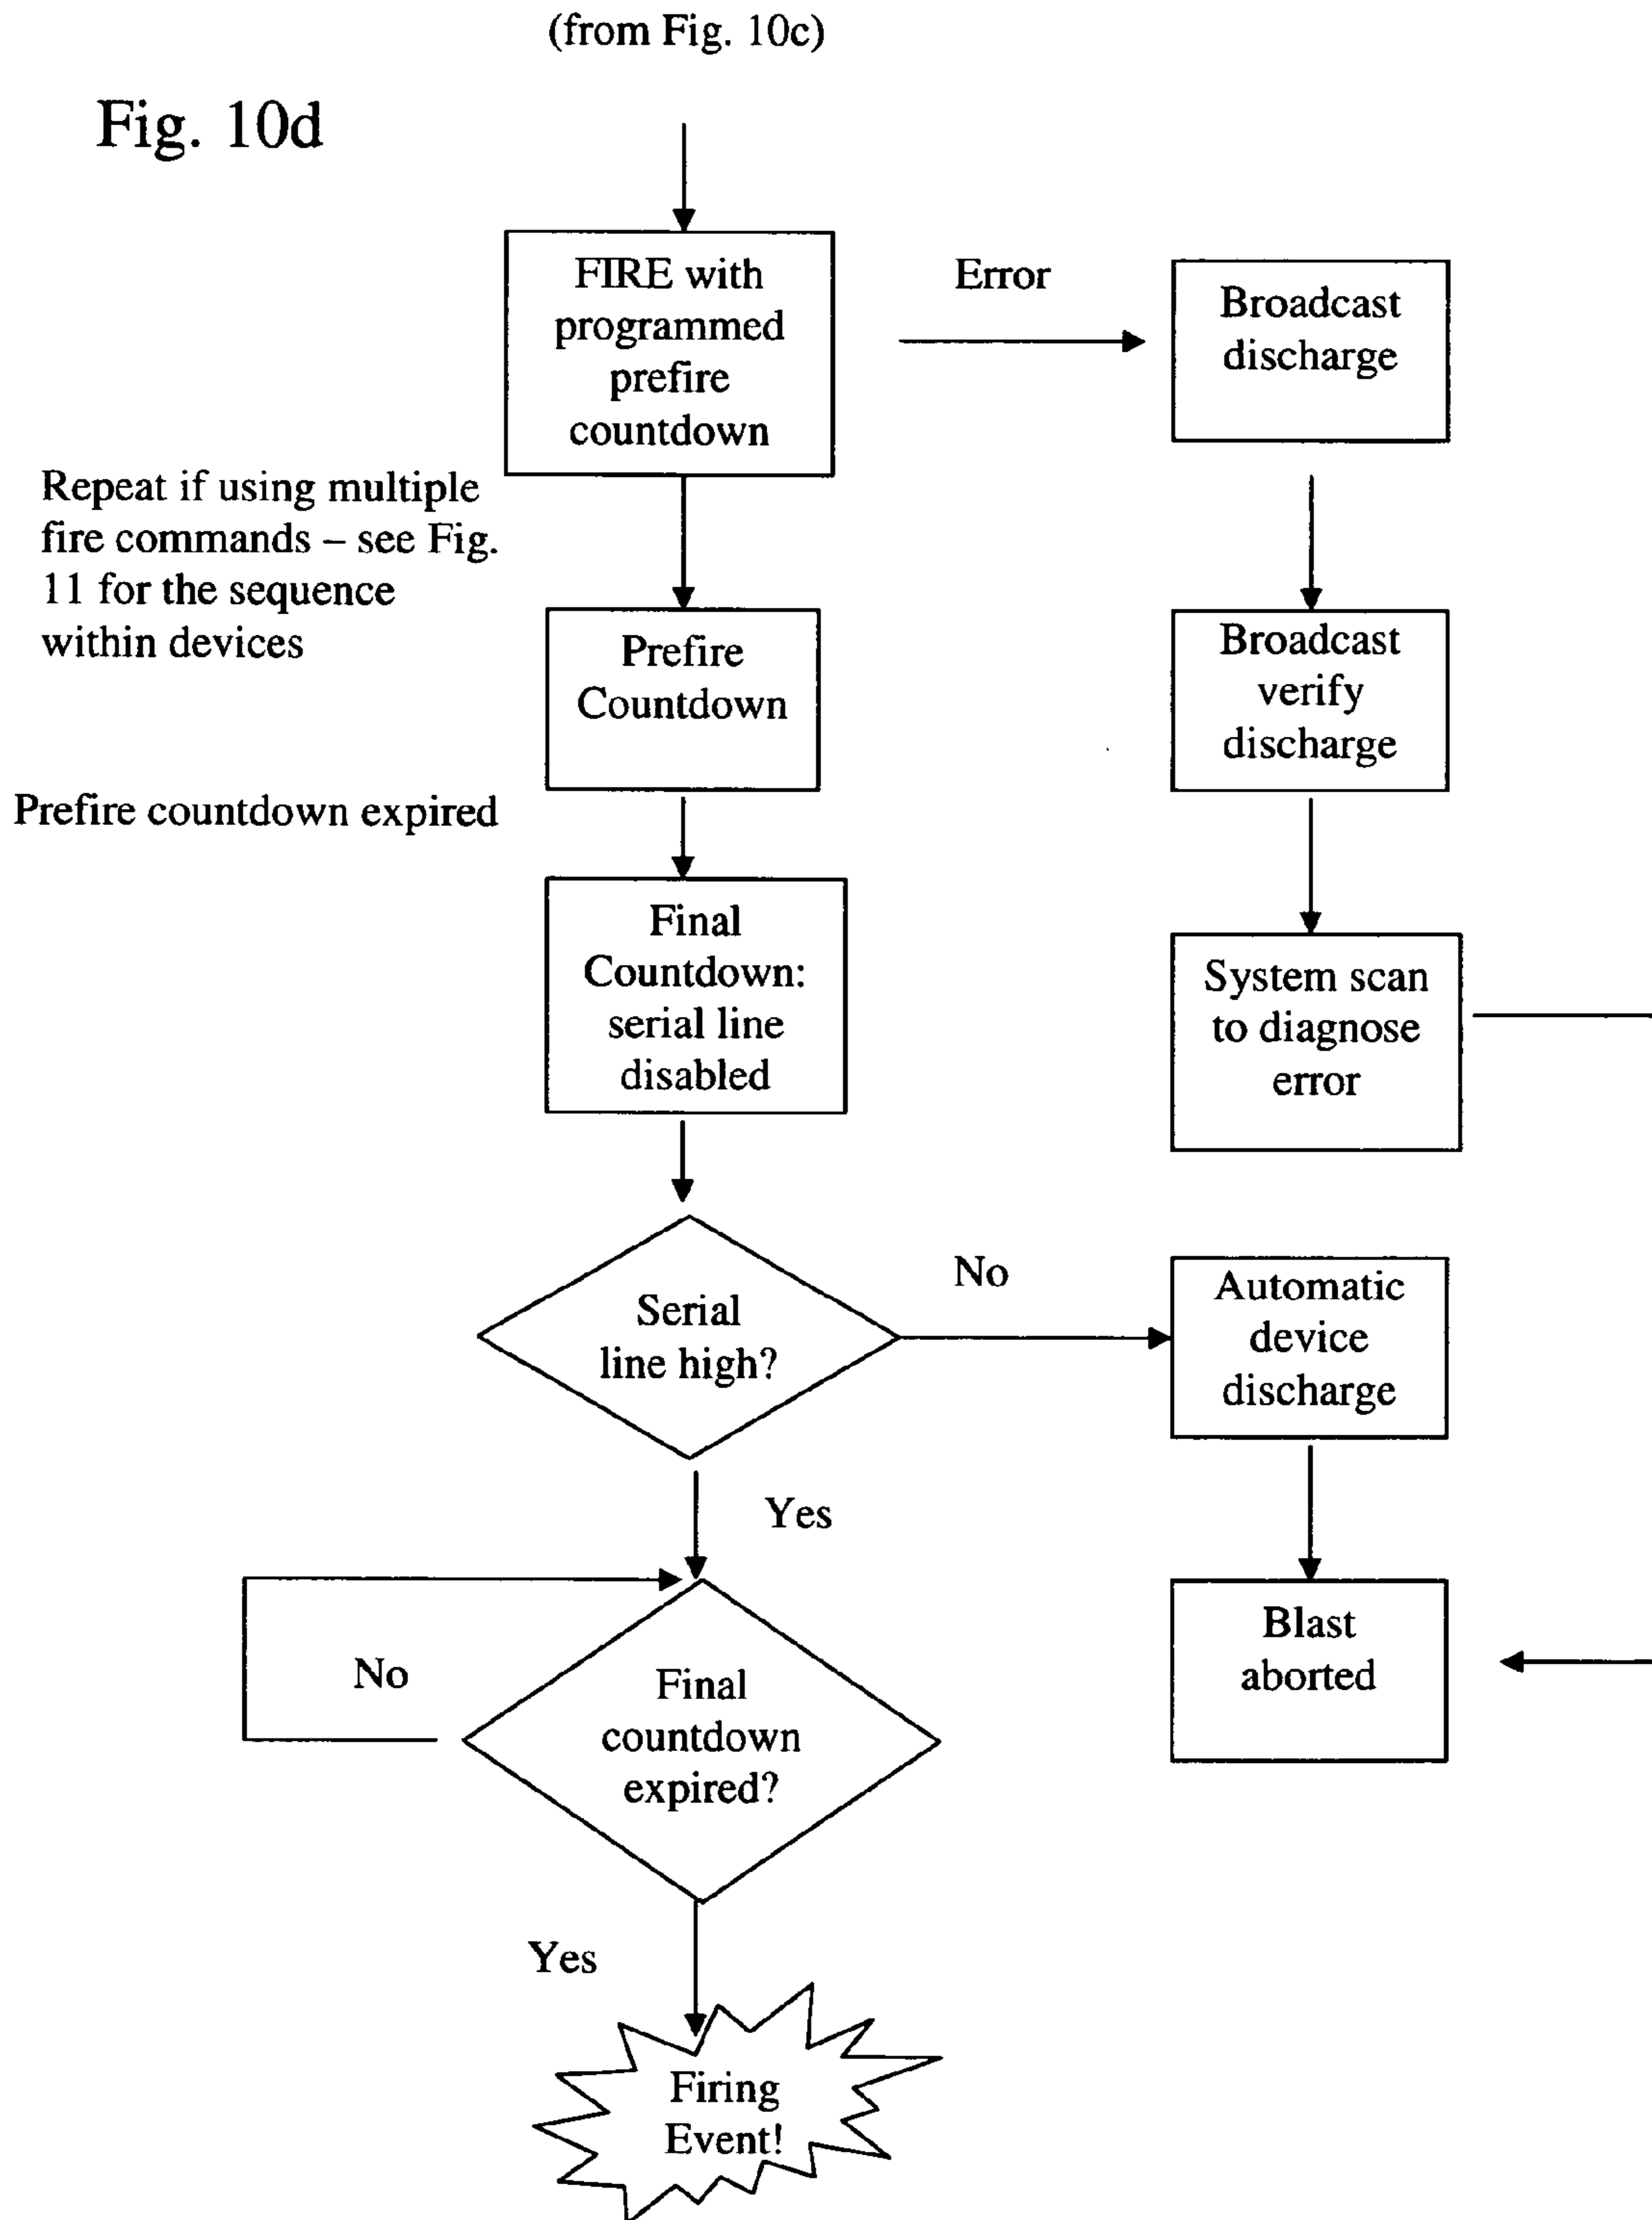 (from Fig. 10c)
Fig. 10d
FIRE with
programmed
prefire
countdown
Error
Broadcast
discharge
Repeat if using multiple
fire commands – see Fig.
11 for the sequence
within devices
Prefire
Countdown
Broadcast
verify
discharge
Prefire countdown expired
Final
Countdown:
serial line
disabled
System scan
to diagnose
error
Serial
line high?
No
Automatic
device
discharge
Yes
Blast
aborted
No
Final
countdown
expired?
Yes
Firing
Event!